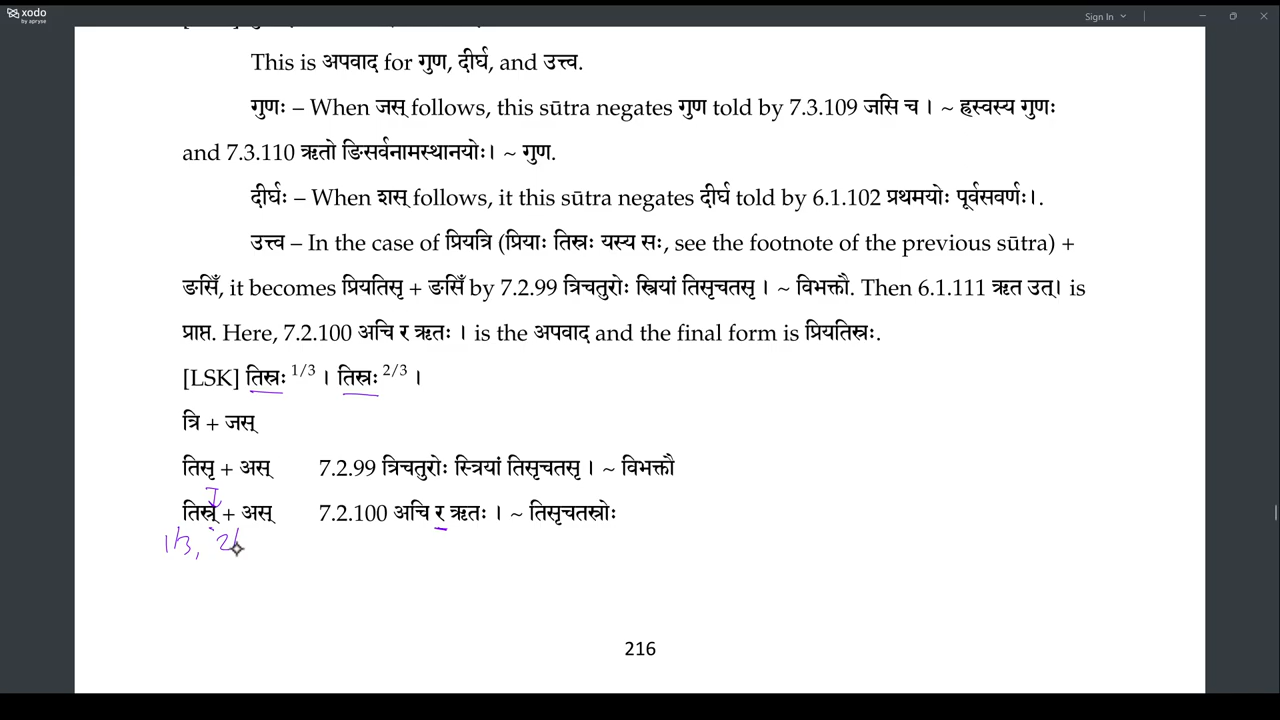 xodo
by apryse
Sign In
This is अपवाद for गुण, दीर्घ, and उत्त्व.
गुणः – When जस् follows, this sūtra negates गुण told by 7.3.109 जसि च । ~ ह्रस्वस्य गुणः
and 7.3.110 ऋतो ङिसर्वनामस्थानयोः। ~ गुण.
दीर्घः – When शस् follows, it this sūtra negates दीर्घ told by 6.1.102 प्रथमयोः पूर्वसवर्णः।.
उत्त्व – In the case of प्रियत्रि (प्रियाः तिस्रः यस्य सः, see the footnote of the previous sūtra) +
ङसिँ, it becomes प्रियतिसृ + ङसिँ by 7.2.99 त्रिचतुरोः स्त्रियां तिसृचतसृ । ~ विभक्तौ. Then 6.1.111 ऋत उत्। is
प्राप्त. Here, 7.2.100 अचि र ऋतः । is the अपवाद and the final form is प्रियतिस्रः.
[LSK] तिस्रः 1/3 । तिस्रः 2/3 ।
त्रि + जस्
तिसृ + अस् 7.2.99 त्रिचतुरोः स्त्रियां तिसृचतसृ । ~ विभक्तौ
तिस्र् + अस् 7.2.100 अचि र ऋतः । ~ तिसृचतस्रोः
1/3, 2/
216